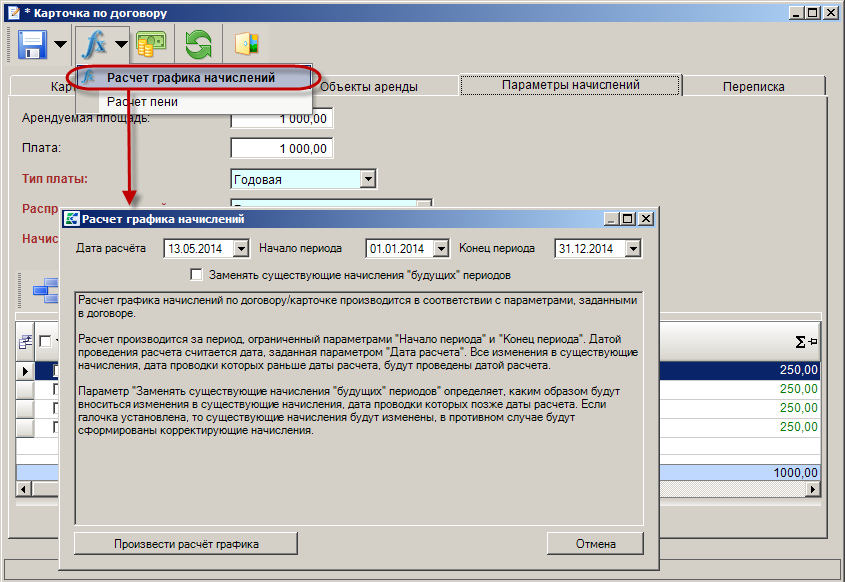 * Карточка по договору
Расчет графика начислений
Расчет пени
Объекты аренды
Параметры начислений
Переписка
Арендуемая площадь:
1 000,00
Плата:
1 000,00
Тип платы:
Годовая
Расчет графика начислений
Дата расчёта
13.05.2014
Начало периода
01.01.2014
Конец периода
31.12.2014
Заменять существующие начисления "будущих" периодов
Расчет графика начислений по договору/карточке производится в соответствии с параметрами, заданными
в договоре.
Расчет производится за период, ограниченный параметрами "Начало периода" и "Конец периода". Датой
проведения расчета считается дата, заданная параметром "Дата расчета". Все изменения в существующие
начисления, дата проводки которых раньше даты расчета, будут проведены датой расчета.
Параметр "Заменять существующие начисления "будущих" периодов" определяет, каким образом будут
вноситься изменения в существующие начисления, дата проводки которых позже даты расчета. Если
галочка установлена, то существующие начисления будут изменены, в противном случае будут
сформированы корректирующие начисления.
Σ
250,00
250,00
250,00
250,00
1000,00
Произвести расчёт графика
Отмена